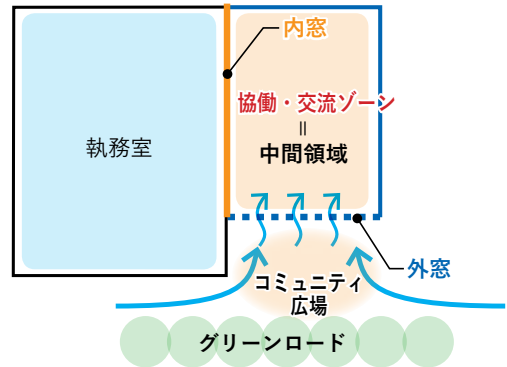 内窓
協働・交流ゾーン
＝
中間領域
執務室
外窓
コミュニティ
広場
グリーンロード